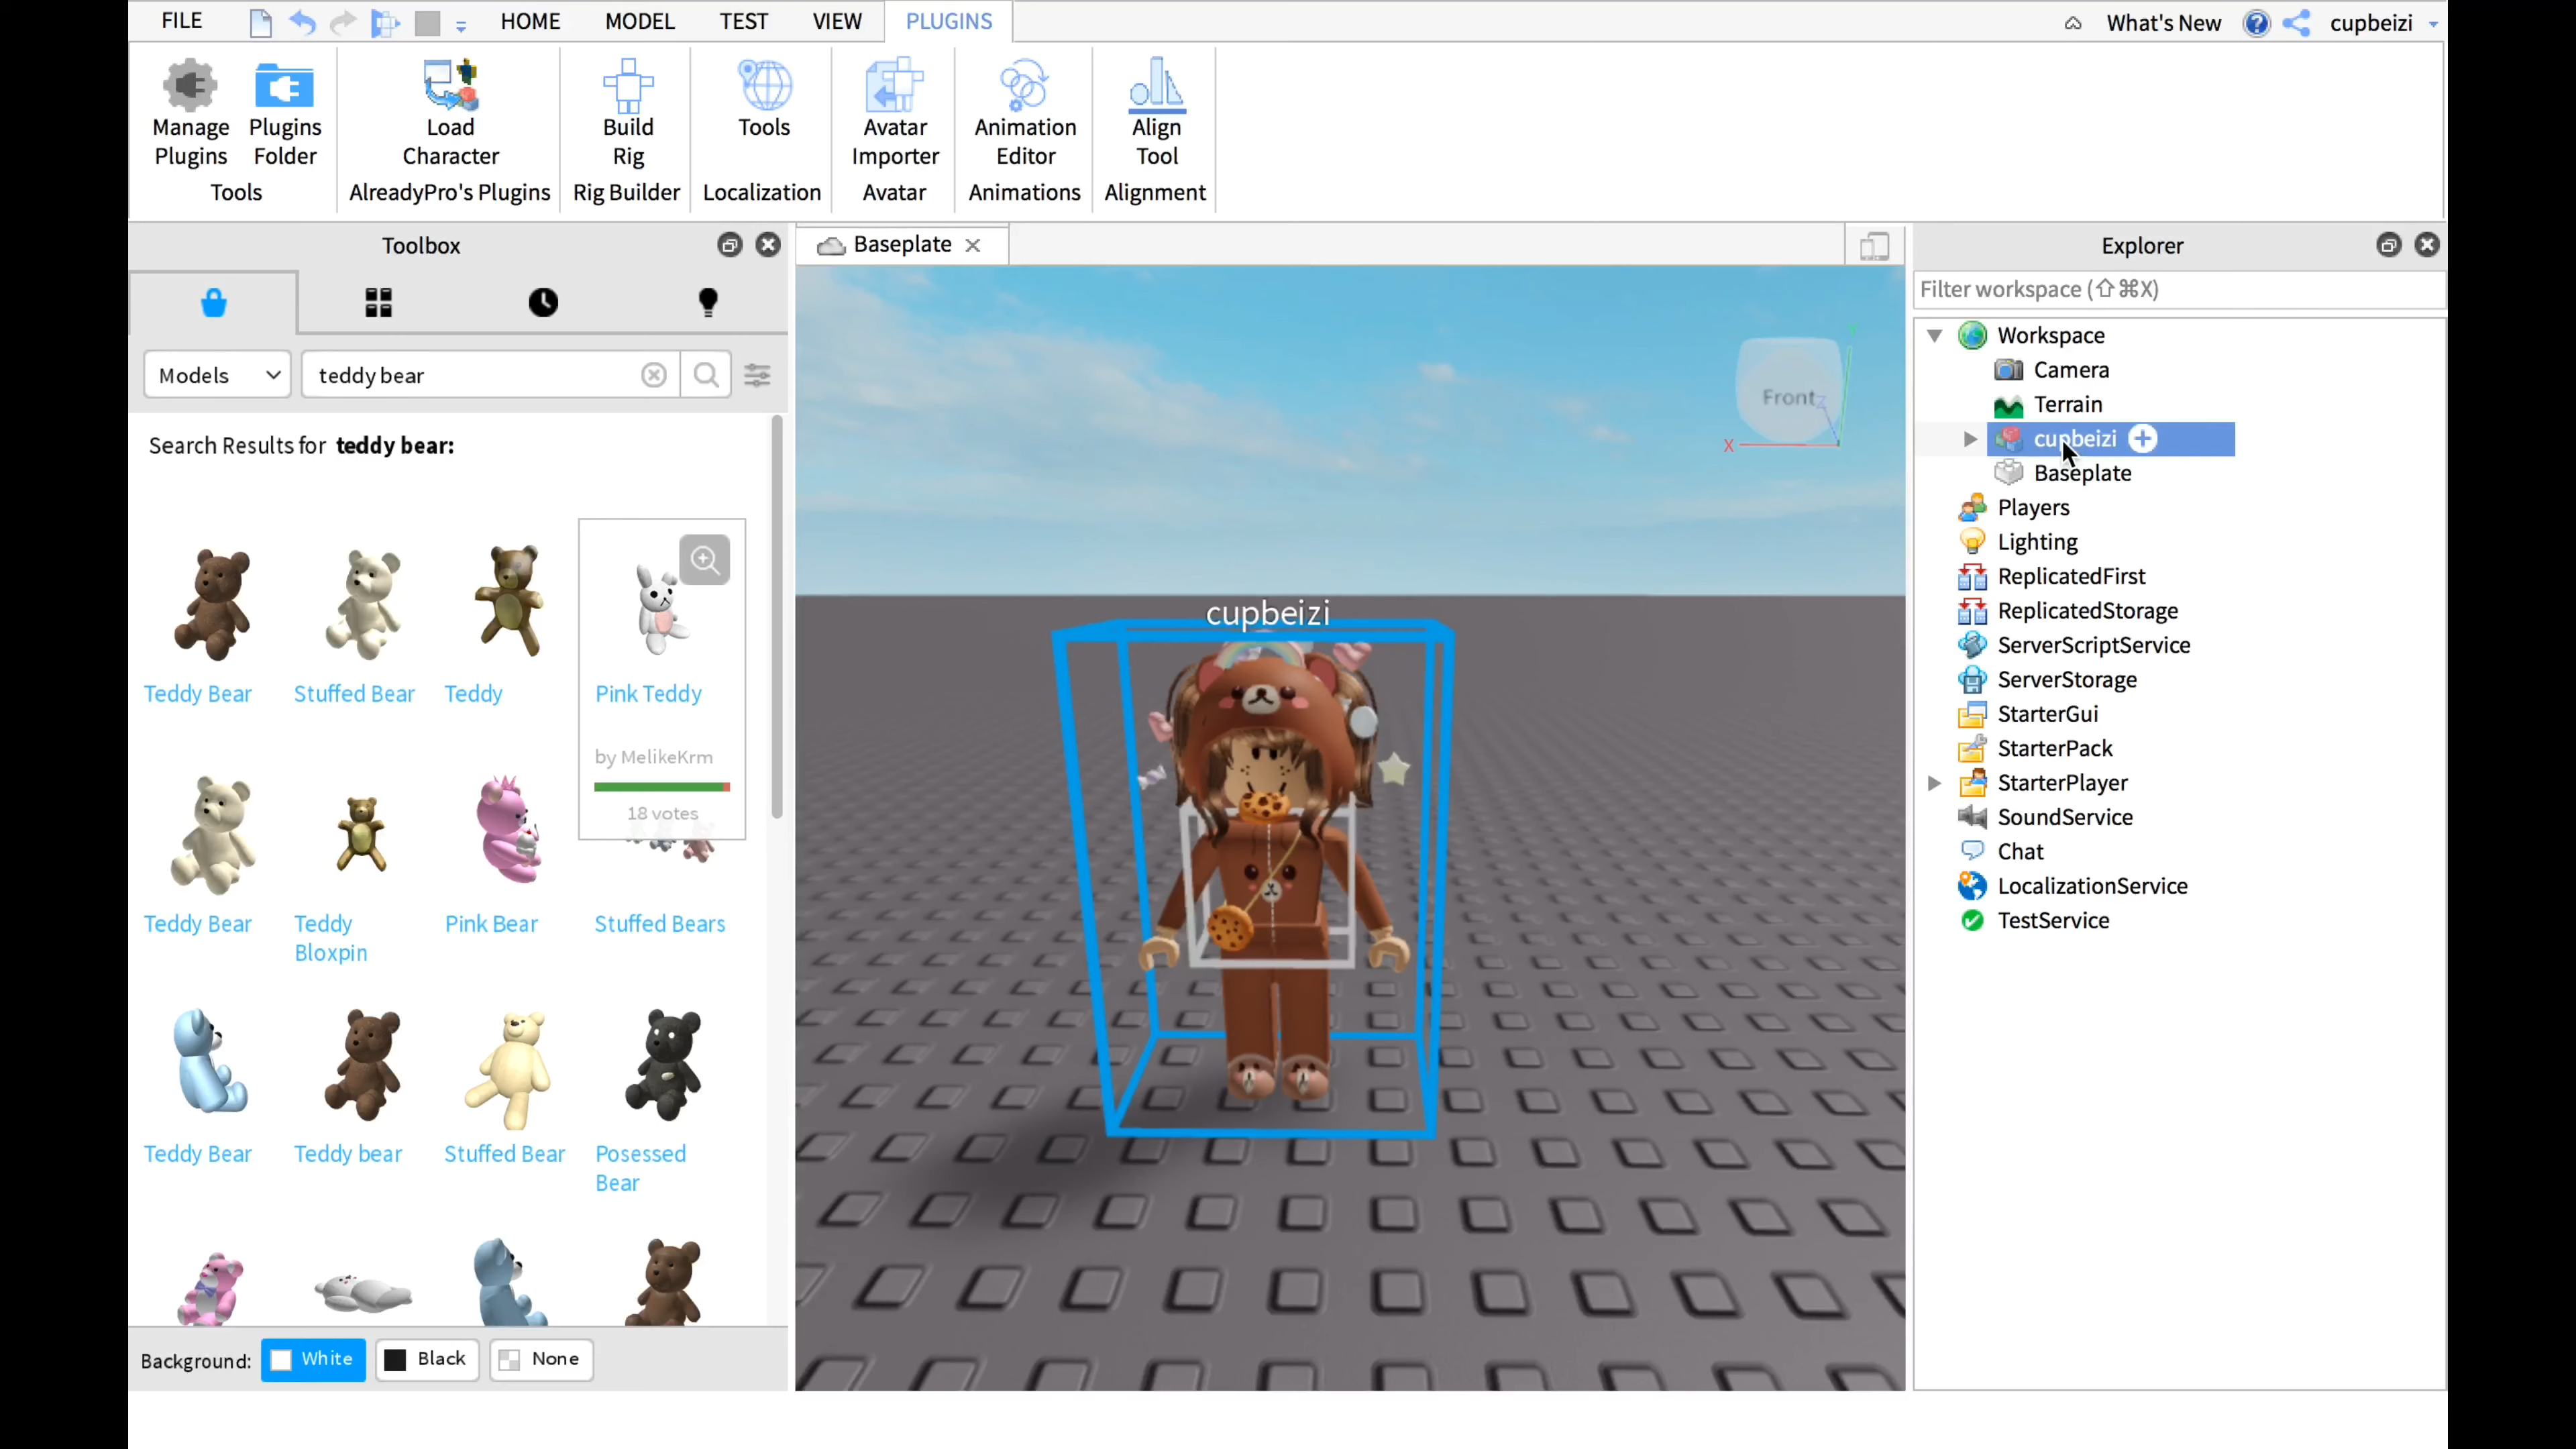 FILE
HOME
MODEL
TEST
VIEW
PLUGINS
What's New
cupbeizi
Manage Plugins
Plugins Folder
Tools
Load Character
AlreadyPro's Plugins
Build Rig
Rig Builder
Tools
Localization
Avatar Importer
Avatar
Animation Editor
Animations
Align Tool
Alignment
Toolbox
Models
teddy bear
Search Results for teddy bear:
Teddy Bear
Stuffed Bear
Teddy
Pink Teddy
by MelikeKrm
18 votes
Teddy Bear
Teddy Bloxpin
Pink Bear
Stuffed Bears
Teddy Bear
Teddy bear
Stuffed Bear
Posessed Bear
Background:
White
Black
None
Baseplate
Front
X
Z
cupbeizi
Explorer
Filter workspace (⇧⌘X)
Workspace
Camera
Terrain
cupbeizi
Baseplate
Players
Lighting
ReplicatedFirst
ReplicatedStorage
ServerScriptService
ServerStorage
StarterGui
StarterPack
StarterPlayer
SoundService
Chat
LocalizationService
TestService